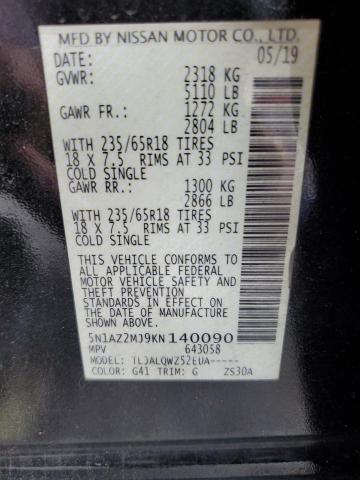 MFD BY NISSAN MOTOR CO., LTD.
DATE: 05/19
GVWR: 2318 KG
5110 LB
GAWR FR.: 1272 KG
2804 LB
WITH 235/65R18 TIRES
18 X 7.5 RIMS AT 33 PSI
COLD SINGLE
GAWR RR.: 1300 KG
2866 LB
WITH 235/65R18 TIRES
18 X 7.5 RIMS AT 33 PSI
COLD SINGLE
THIS VEHICLE CONFORMS TO
ALL APPLICABLE FEDERAL
MOTOR VEHICLE SAFETY AND
AND THEFT PREVENTION
STANDARDS IN EFFECT ON
THE DATE OF MANUFACTURE
SHOWN ABOVE.
5N1AZ2MJ9KN140090
MPV 643058
MODEL: TLJALQWZ52EUA-----
COLOR: G41 TRIM: G ZS30A